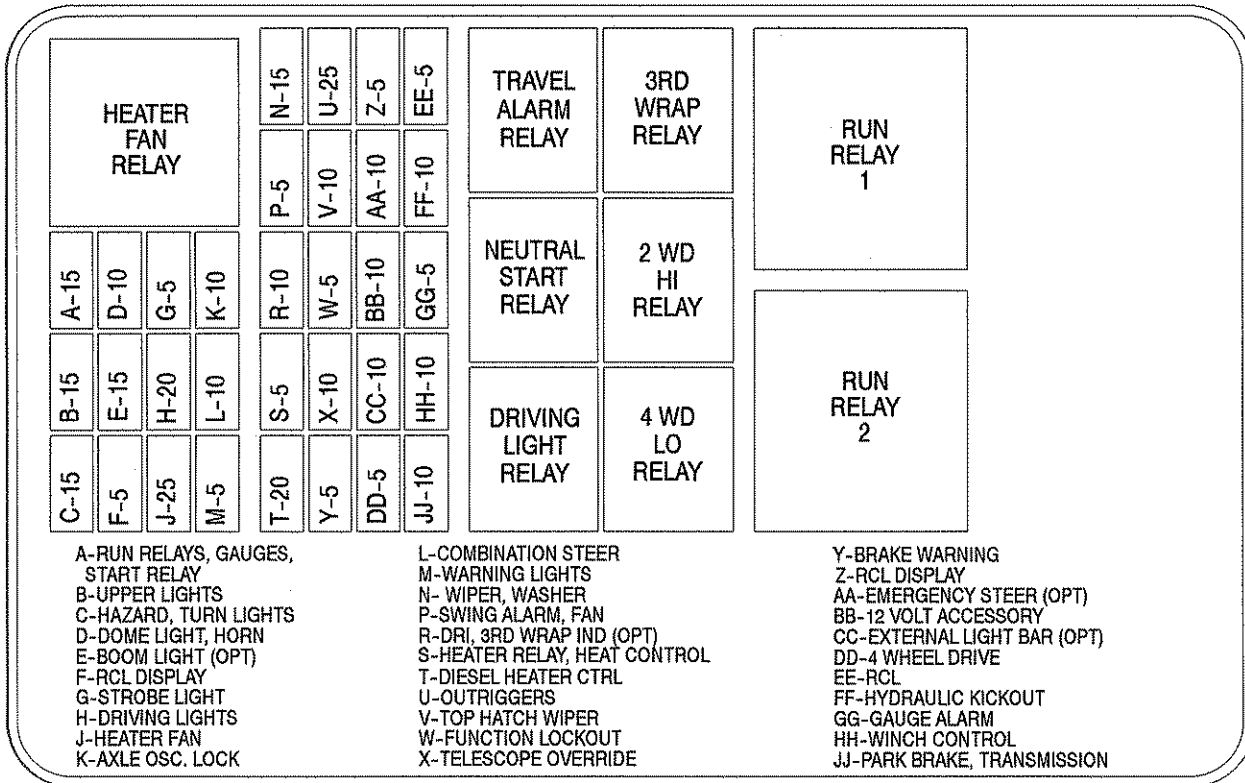 HEATER
FAN
RELAY
N-15
U-25
Z-5
EE-5
P-5
V-10
AA-10
FF-10
TRAVEL
ALARM
RELAY
3RD
WRAP
RELAY
RUN
RELAY
1
A-15
D-10
G-5
K-10
R-10
W-5
BB-10
GG-5
NEUTRAL
START
RELAY
2 WD
HI
RELAY
B-15
E-15
H-20
L-10
S-5
X-10
CC-10
HH-10
RUN
RELAY
2
C-15
F-5
J-25
M-5
T-20
Y-5
DD-5
JJ-10
DRIVING
LIGHT
RELAY
4 WD
LO
RELAY
A-RUN RELAYS, GAUGES,
START RELAY
B-UPPER LIGHTS
C-HAZARD, TURN LIGHTS
D-DOME LIGHT, HORN
E-BOOM LIGHT (OPT)
F-RCL DISPLAY
G-STROBE LIGHT
H-DRIVING LIGHTS
J-HEATER FAN
K-AXLE OSC. LOCK
L-COMBINATION STEER
M-WARNING LIGHTS
N- WIPER, WASHER
P-SWING ALARM, FAN
R-DRI, 3RD WRAP IND (OPT)
S-HEATER RELAY, HEAT CONTROL
T-DIESEL HEATER CTRL
U-OUTRIGGERS
V-TOP HATCH WIPER
W-FUNCTION LOCKOUT
X-TELESCOPE OVERRIDE
Y-BRAKE WARNING
Z-RCL DISPLAY
AA-EMERGENCY STEER (OPT)
BB-12 VOLT ACCESSORY
CC-EXTERNAL LIGHT BAR (OPT)
DD-4 WHEEL DRIVE
EE-RCL
FF-HYDRAULIC KICKOUT
GG-GAUGE ALARM
HH-WINCH CONTROL
JJ-PARK BRAKE, TRANSMISSION